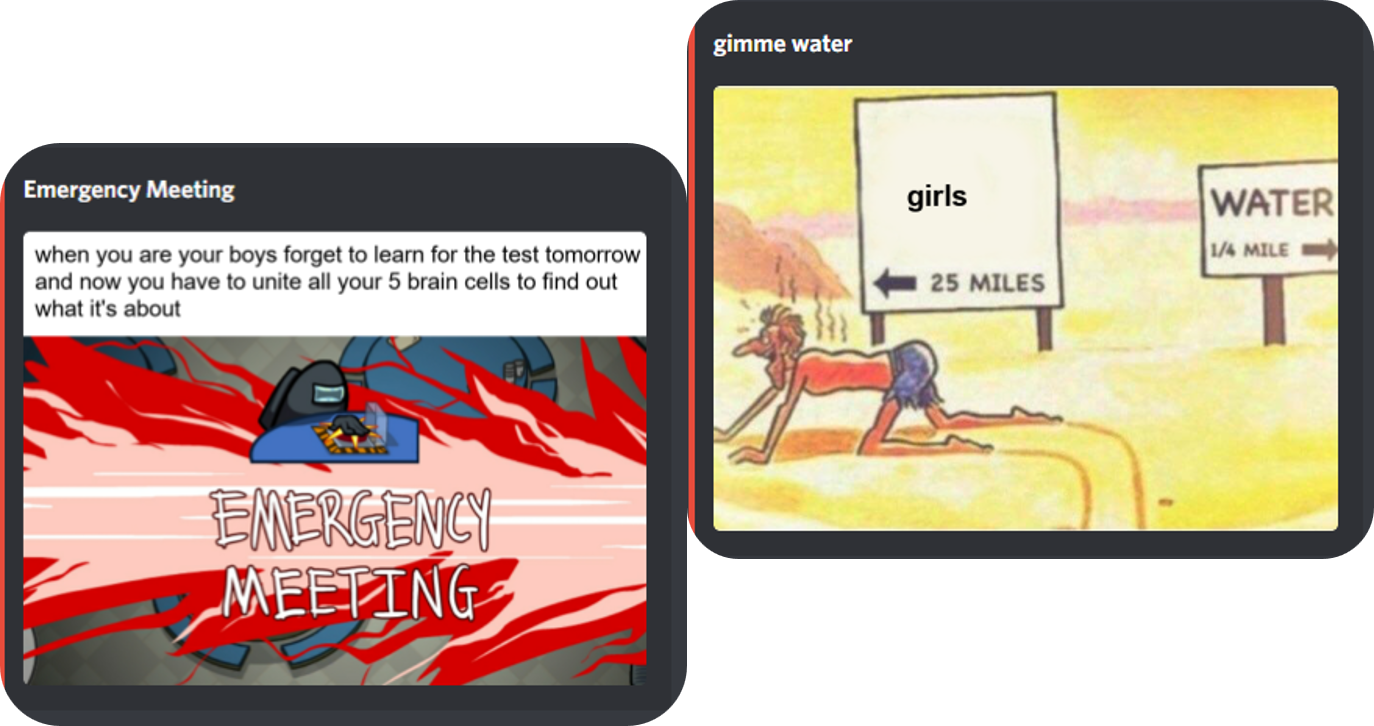 Emergency Meeting
when you are your boys forget to learn for the test tomorrow
and now you have to unite all your 5 brain cells to find out
what it's about
EMERGENCY
MEETING
gimme water
girls
25 MILES
WATER
1/4 MILE